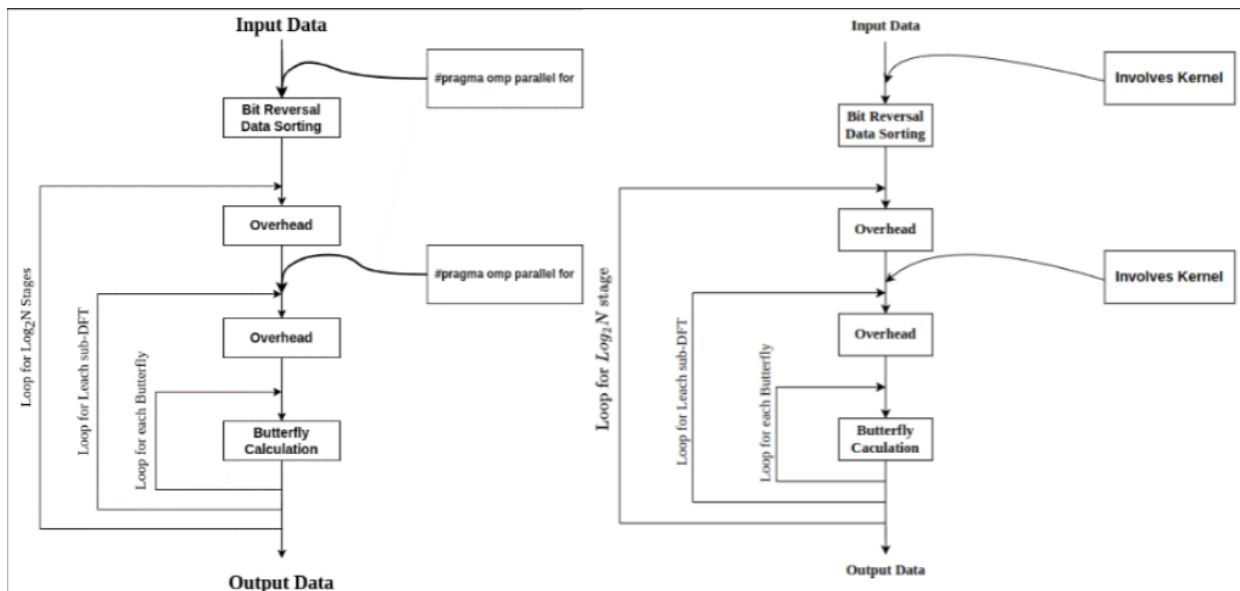 Input Data
#pragma omp parallel for
Bit Reversal
Data Sorting
Overhead
#pragma omp parallel for
Overhead
Butterfly
Calculation
Loop for Log2N Stages
Loop for Leach sub-DFT
Loop for each Butterfly
Output Data
Input Data
Involves Kernel
Bit Reversal
Data Sorting
Overhead
Involves Kernel
Overhead
Butterfly
Caculation
Loop for Log2N stage
Loop for Leach sub-DFT
Loop for each Butterfly
Output Data